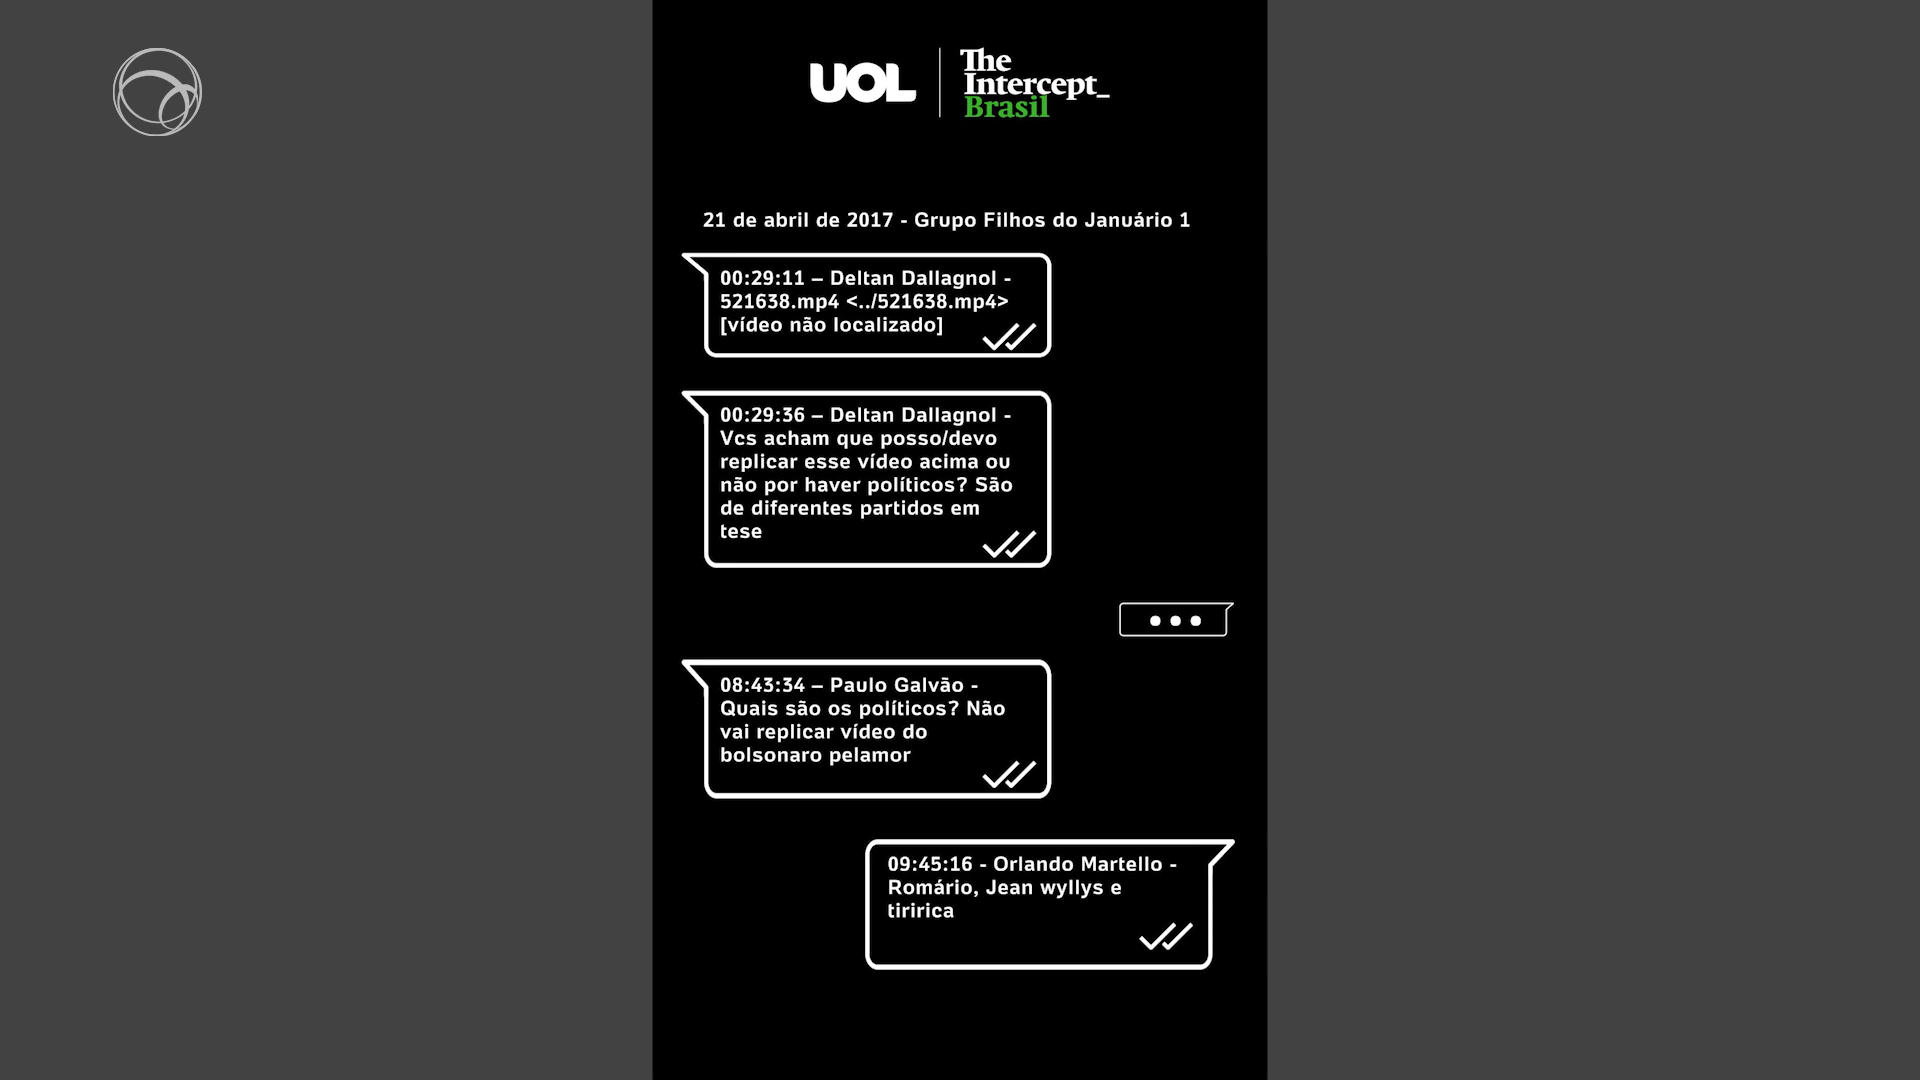 UOL
The
Intercept_
Brasil
21 de abril de 2017 - Grupo Filhos do Januário 1
00:29:11 – Deltan Dallagnol -
521638.mp4 <../521638.mp4>
[vídeo não localizado]
00:29:36 – Deltan Dallagnol -
Vcs acham que posso/devo
replicar esse vídeo acima ou
não por haver políticos? São
de diferentes partidos em
tese
08:43:34 – Paulo Galvão -
Quais são os políticos? Não
vai replicar vídeo do
bolsonaro pelamor
09:45:16 - Orlando Martello -
Romário, Jean wyllys e
tiririca